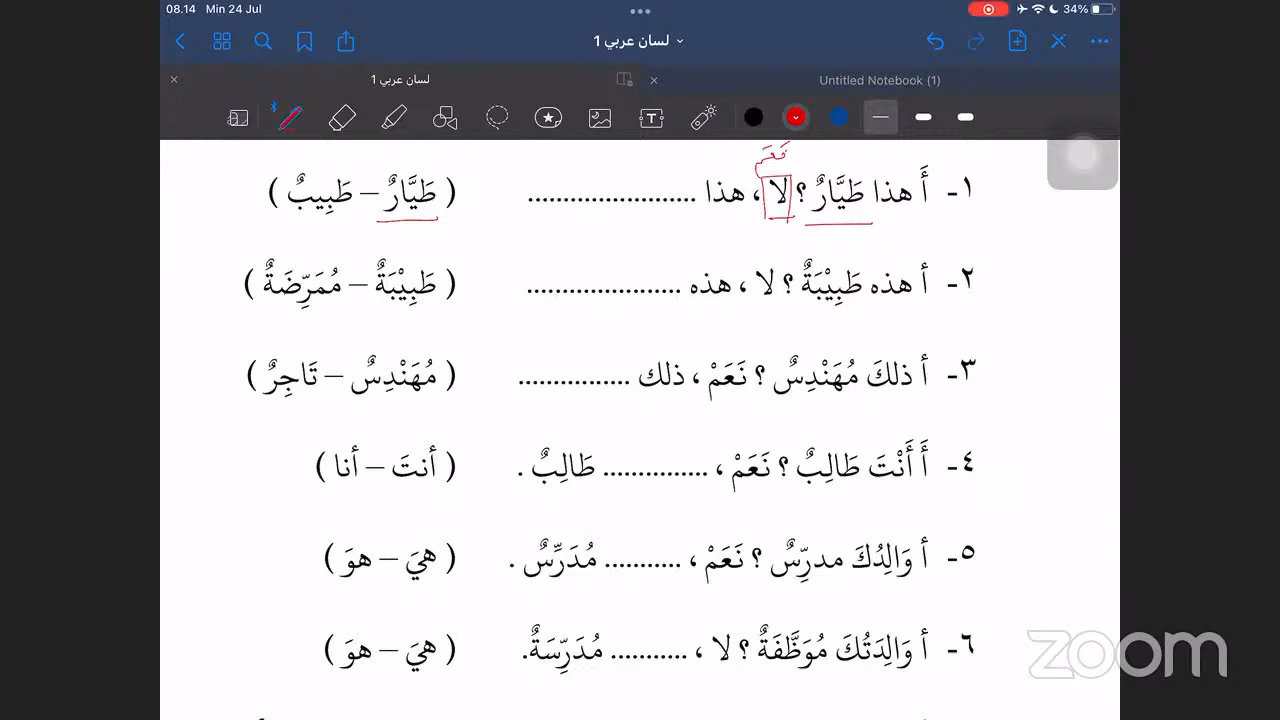 08.14 Min 24 Jul
34%
لسان عربي 1
لسان عربي 1
Untitled Notebook (1)
نَعَم
١- أَ هذا طَيَّارٌ ؟ لا ، هذا ........................ ( طَيَّارٌ – طَبِيبٌ )
٢- أ هذه طَبِيْبَةٌ ؟ لا ، هذه ...................... ( طَبِيْبَةٌ – مُمَرِّضَةٌ )
٣- أ ذلكَ مُهَنْدِسٌ ؟ نَعَمْ ، ذلك ................ ( مُهَنْدِسٌ – تَاجِرٌ )
٤- أَ أَنْتَ طَالِبٌ ؟ نَعَمْ ، ............... طَالِبٌ . ( أنتَ – أنا )
٥- أ وَالِدُكَ مدرِّسٌ ؟ نَعَمْ ، ........... مُدَرِّسٌ . ( هيَ – هوَ )
٦- أ وَالِدَتُكَ مُوَظَّفَةٌ ؟ لا ، ........... مُدَرِّسَةٌ. ( هيَ – هوَ )
zoom